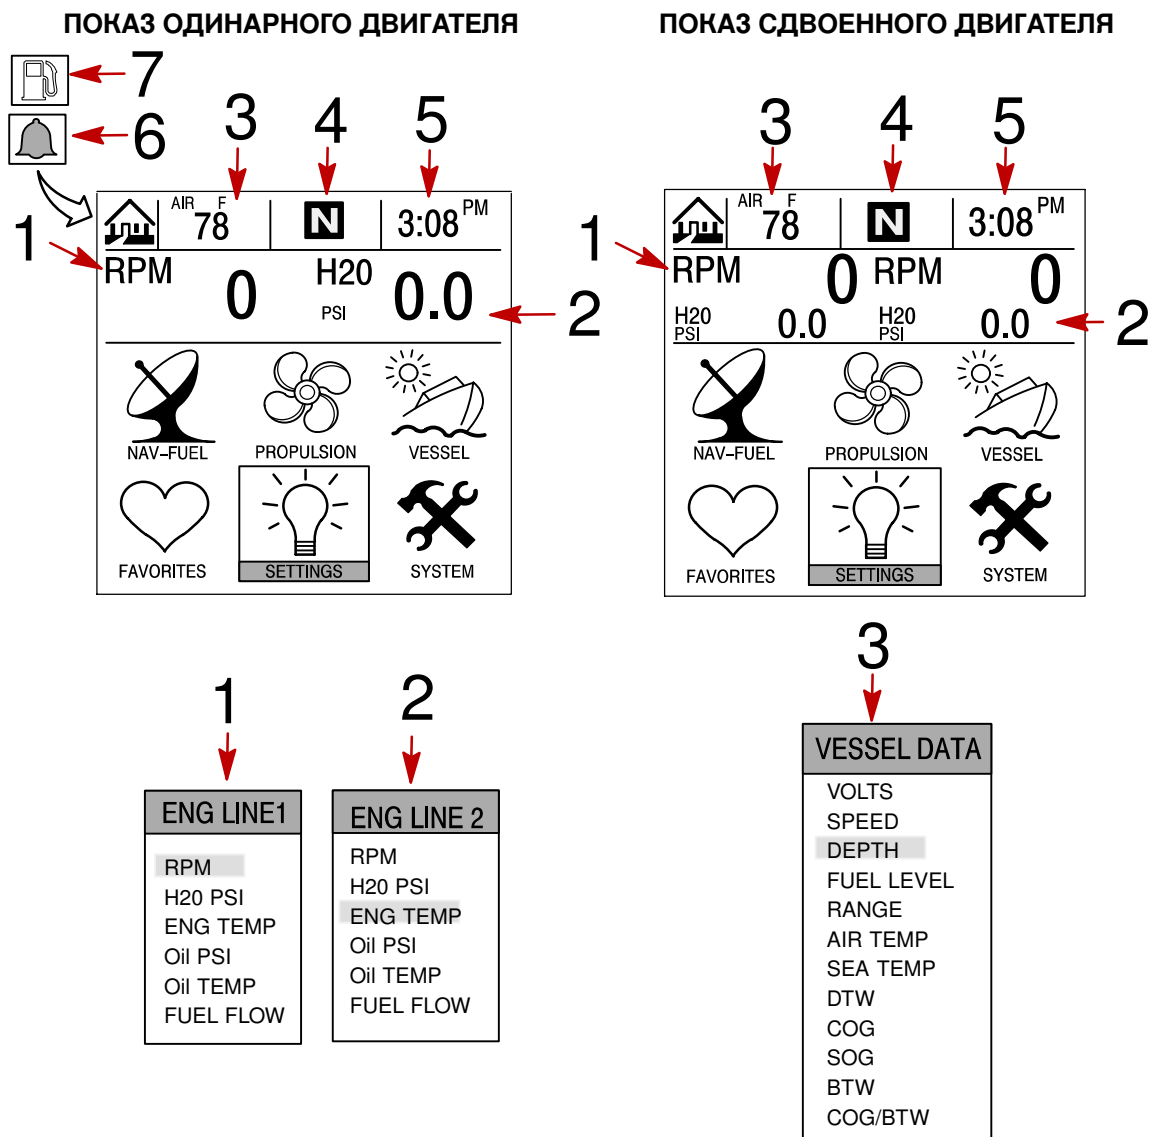 ПОКАЗ ОДИНАРНОГО ДВИГАТЕЛЯ
7
6
3
4
5
AIR F
78
N
3:08 PM
1
RPM
0
H20
PSI
0.0
2
NAV–FUEL
PROPULSION
VESSEL
FAVORITES
SETTINGS
SYSTEM
ПОКАЗ СДВОЕННОГО ДВИГАТЕЛЯ
3
4
5
AIR F
78
N
3:08 PM
1
RPM
0
RPM
0
H20
PSI
0.0
H20
PSI
0.0
2
NAV–FUEL
PROPULSION
VESSEL
FAVORITES
SETTINGS
SYSTEM
1
ENG LINE1
RPM
H20 PSI
ENG TEMP
Oil PSI
Oil TEMP
FUEL FLOW
2
ENG LINE 2
RPM
H20 PSI
ENG TEMP
Oil PSI
Oil TEMP
FUEL FLOW
3
VESSEL DATA
VOLTS
SPEED
DEPTH
FUEL LEVEL
RANGE
AIR TEMP
SEA TEMP
DTW
COG
SOG
BTW
COG/BTW